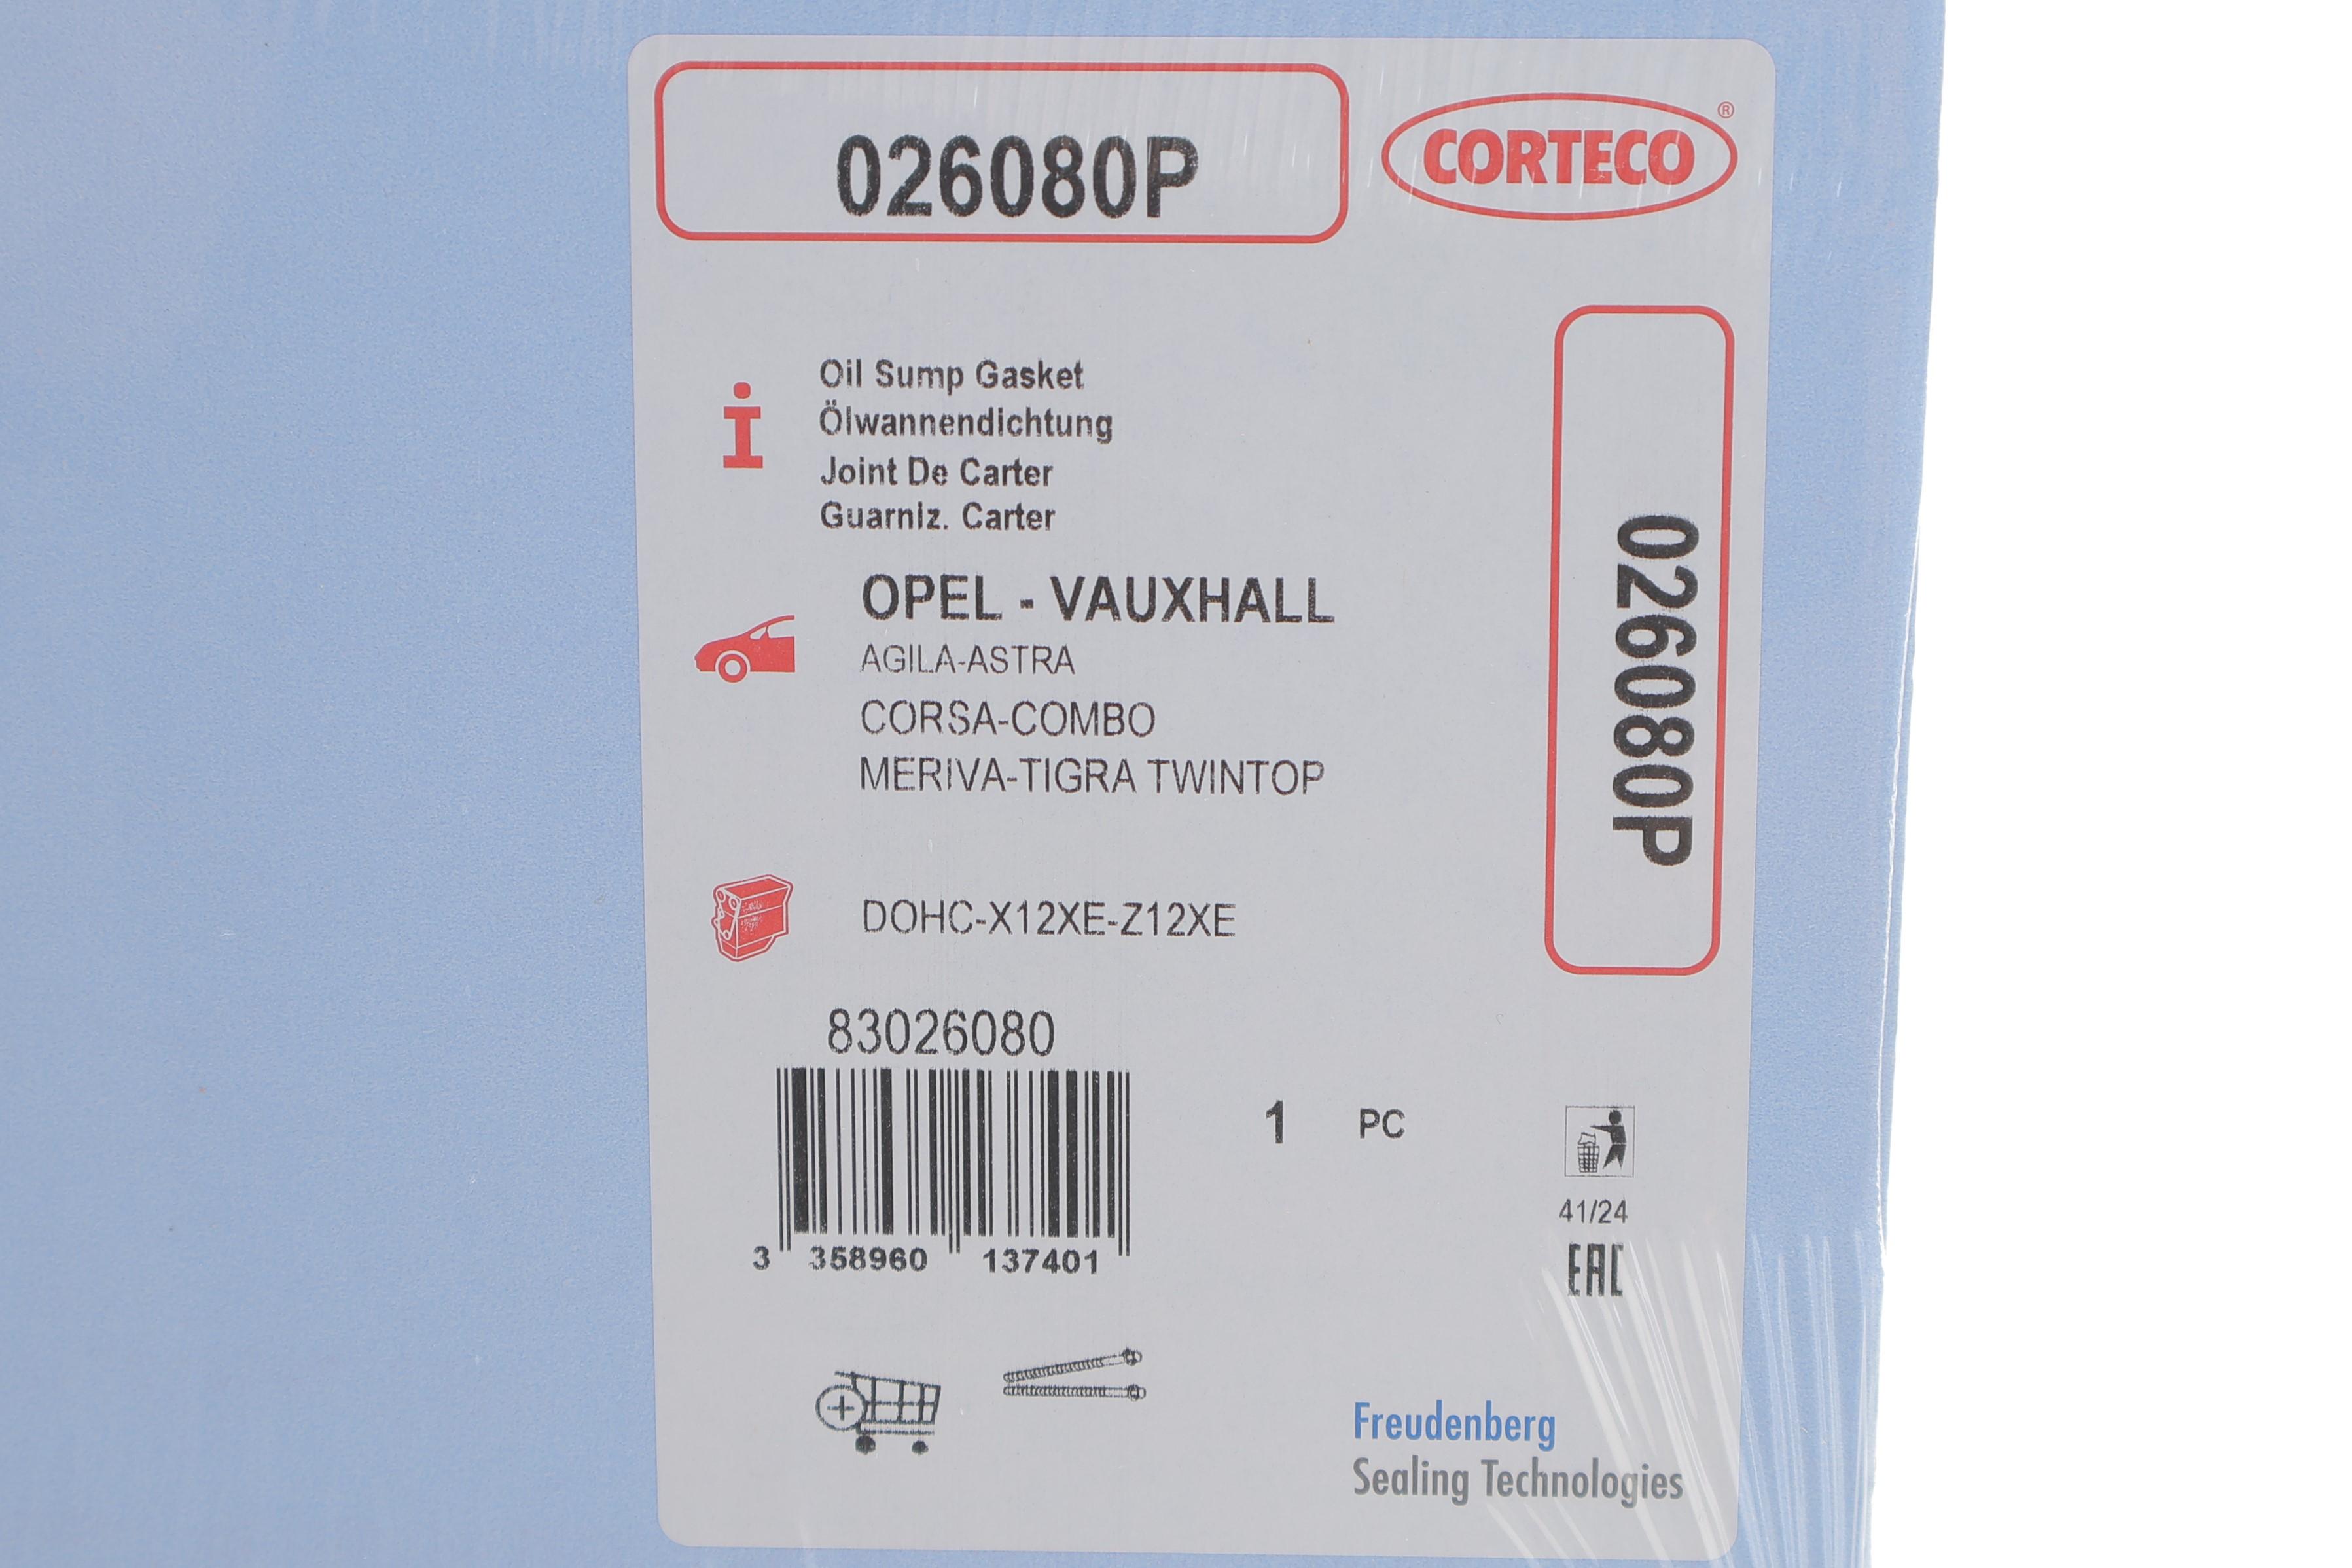 026080P
CORTECO ®
Oil Sump Gasket
Ölwannendichtung
Joint De Carter
Guarniz. Carter
OPEL - VAUXHALL
AGILA-ASTRA
CORSA-COMBO
MERIVA-TIGRA TWINTOP
026080P
DOHC-X12XE-Z12XE
83026080
3 358960 137401
1 PC
41/24
EAC
Freudenberg
Sealing Technologies